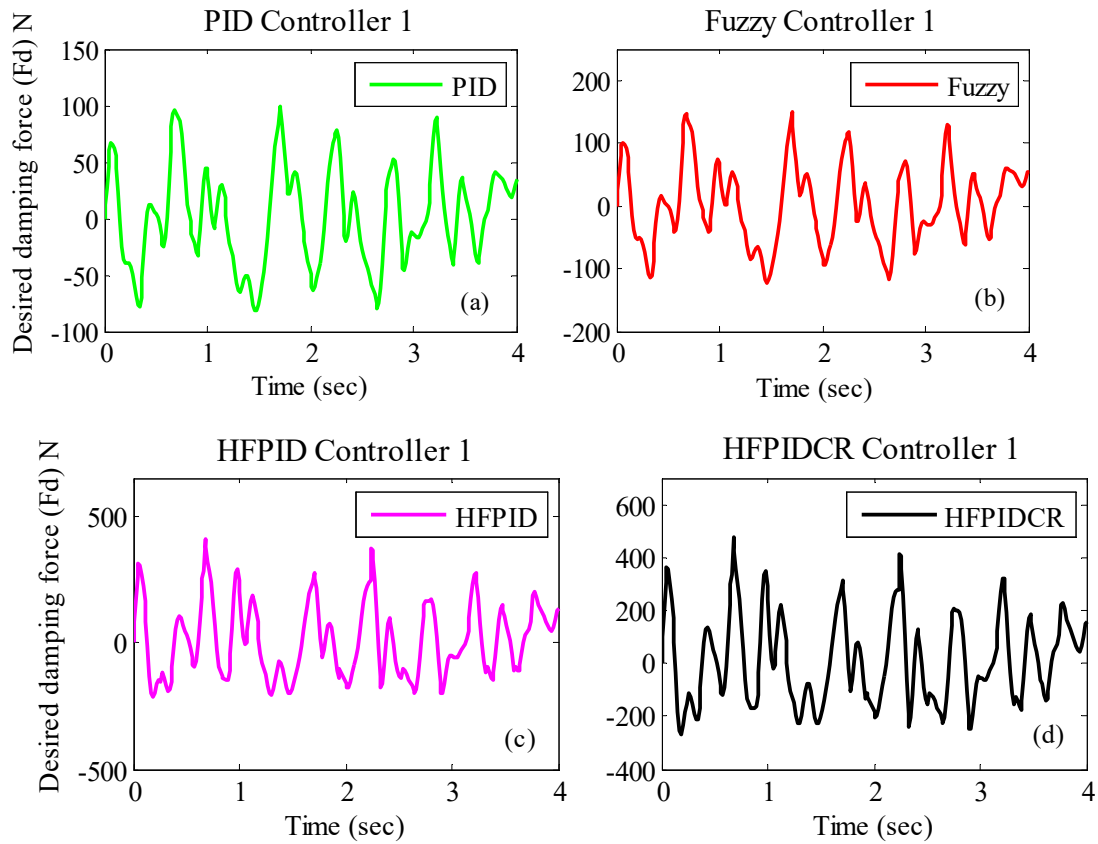 PID Controller 1
Desired damping force (Fd) N
150
100
50
0
-50
-100
PID
(a)
0 1 2 3 4
Time (sec)
Fuzzy Controller 1
200
100
0
-100
-200
Fuzzy
(b)
0 1 2 3 4
Time (sec)
HFPID Controller 1
Desired damping force (Fd) N
500
0
-500
HFPID
(c)
0 1 2 3 4
Time (sec)
HFPIDCR Controller 1
600
400
200
0
-200
-400
HFPIDCR
(d)
0 1 2 3 4
Time (sec)